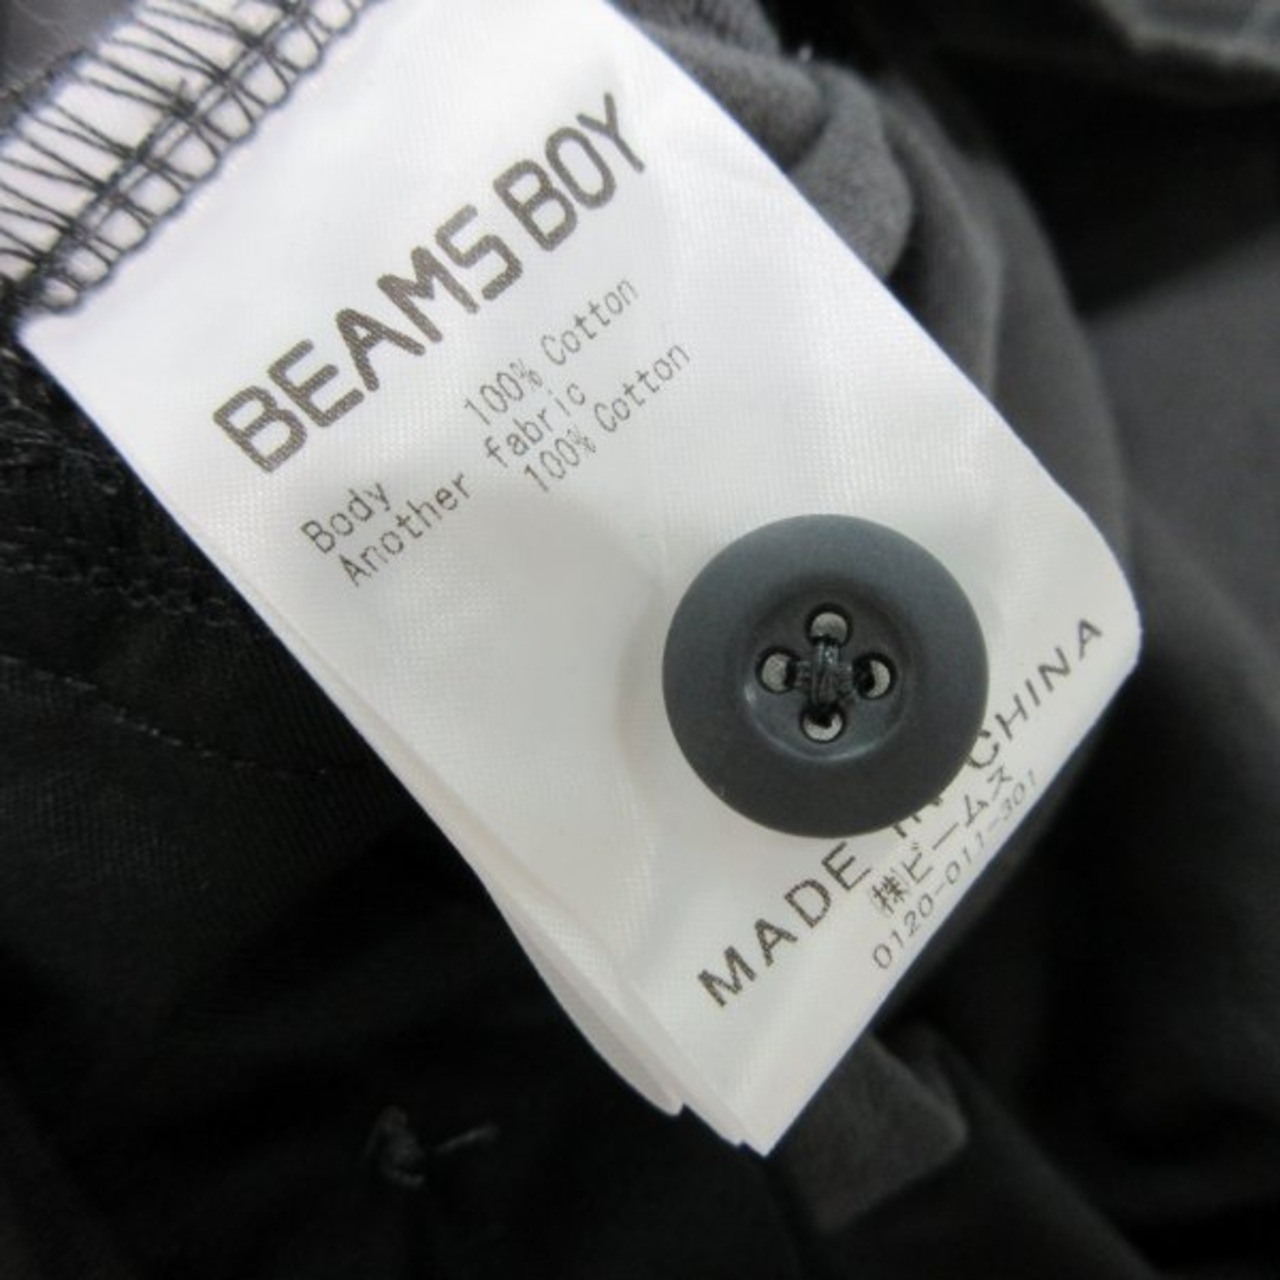 BEAMS BOY
Body 100% Cotton
Another fabric
100% Cotton
MADE IN CHINA
㈱ビームス
0120-011-301